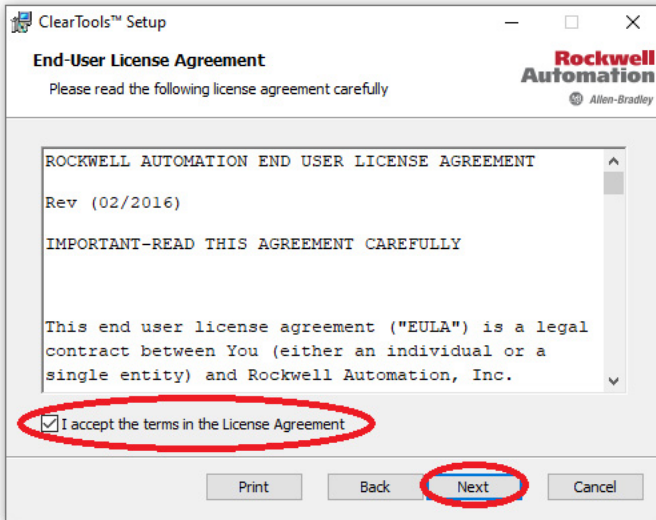 ClearTools™ Setup
End-User License Agreement
Please read the following license agreement carefully
Rockwell
Automation
Allen-Bradley
ROCKWELL AUTOMATION END USER LICENSE AGREEMENT
Rev (02/2016)
IMPORTANT-READ THIS AGREEMENT CAREFULLY
This end user license agreement ("EULA") is a legal
contract between You (either an individual or a
single entity) and Rockwell Automation, Inc.
I accept the terms in the License Agreement
Print Back Next Cancel